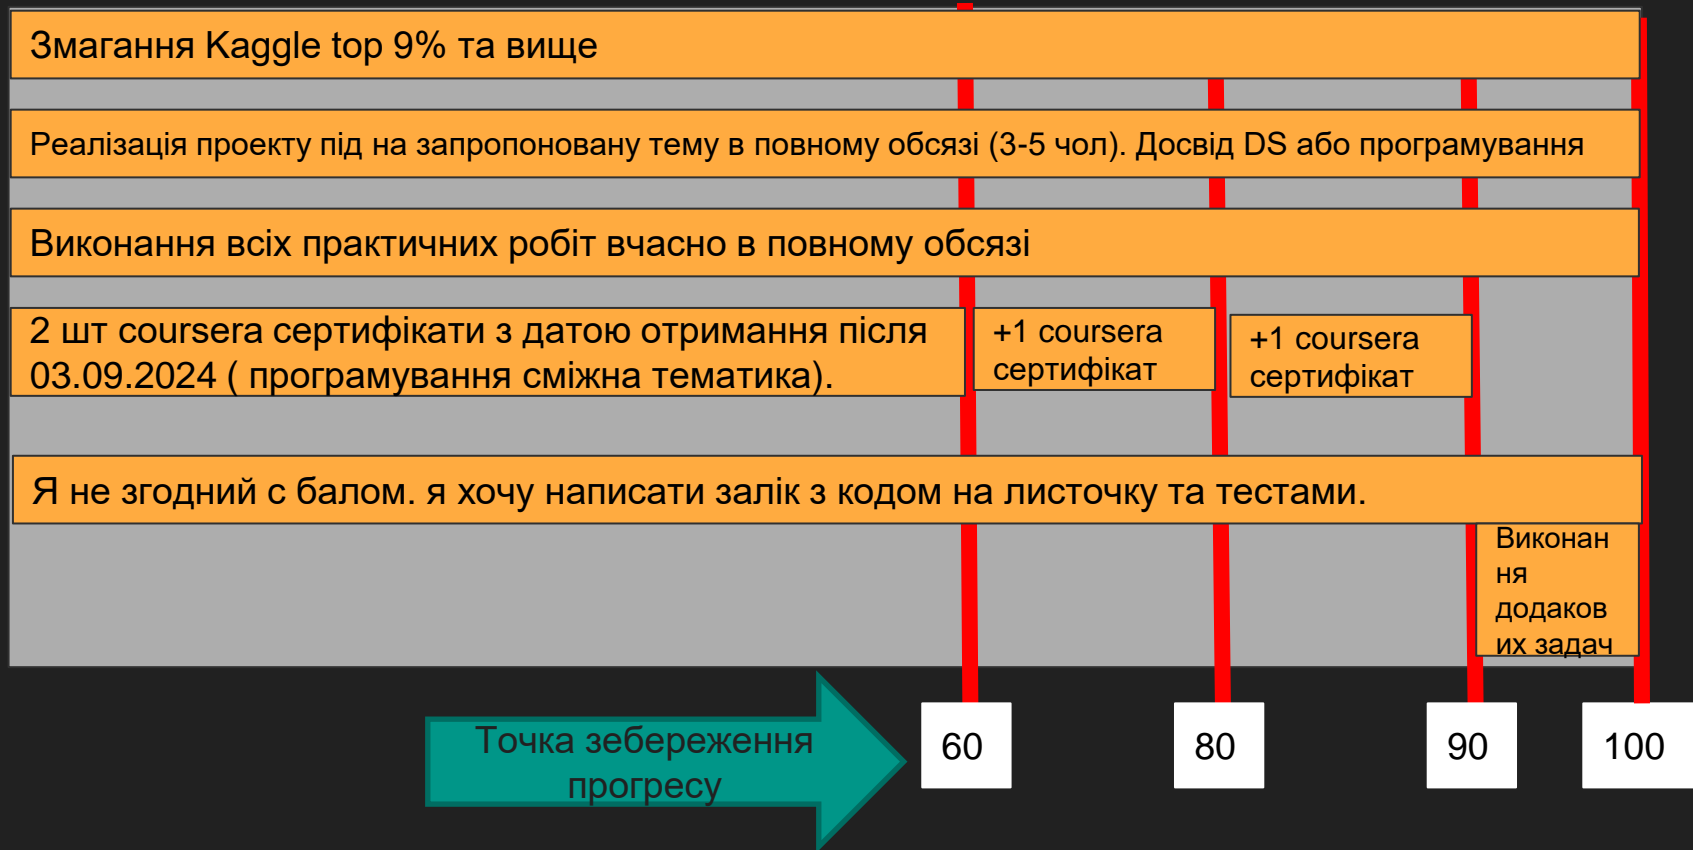 Змагання Kaggle top 9% та вище
Реалізація проекту під на запропоновану тему в повному обсязі (3-5 чол). Досвід DS або програмування
Виконання всіх практичних робіт вчасно в повному обсязі
2 шт coursera сертифікати з датою отримання після
03.09.2024 ( програмування сміжна тематика).
+1 coursera
сертифікат
+1 coursera
сертифікат
Я не згодний с балом. я хочу написати залік з кодом на листочку та тестами.
Виконан
ня
додаков
их задач
Точка зебереження
прогресу
60
80
90
100